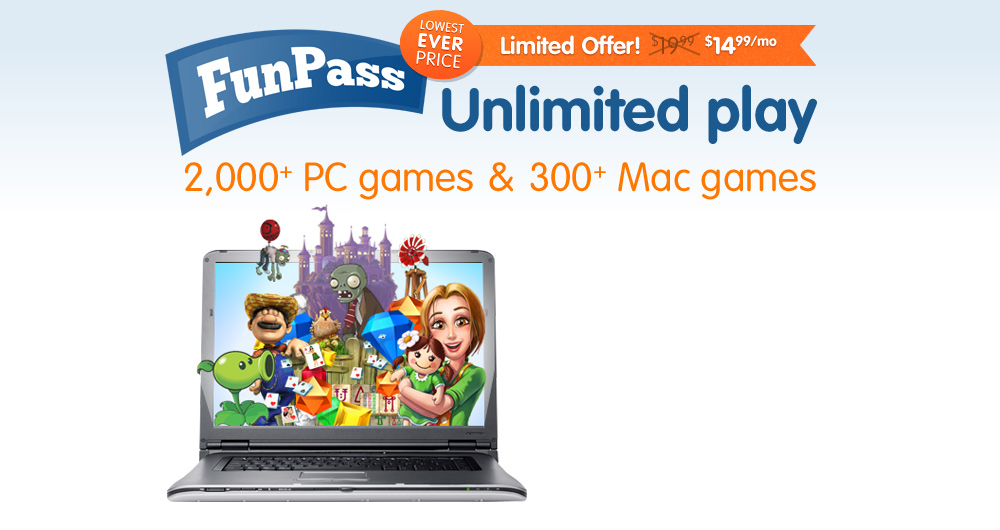 FunPass
LOWEST
EVER
PRICE
Limited Offer! $19.99 $14.99/mo
Unlimited play
2,000+ PC games & 300+ Mac games